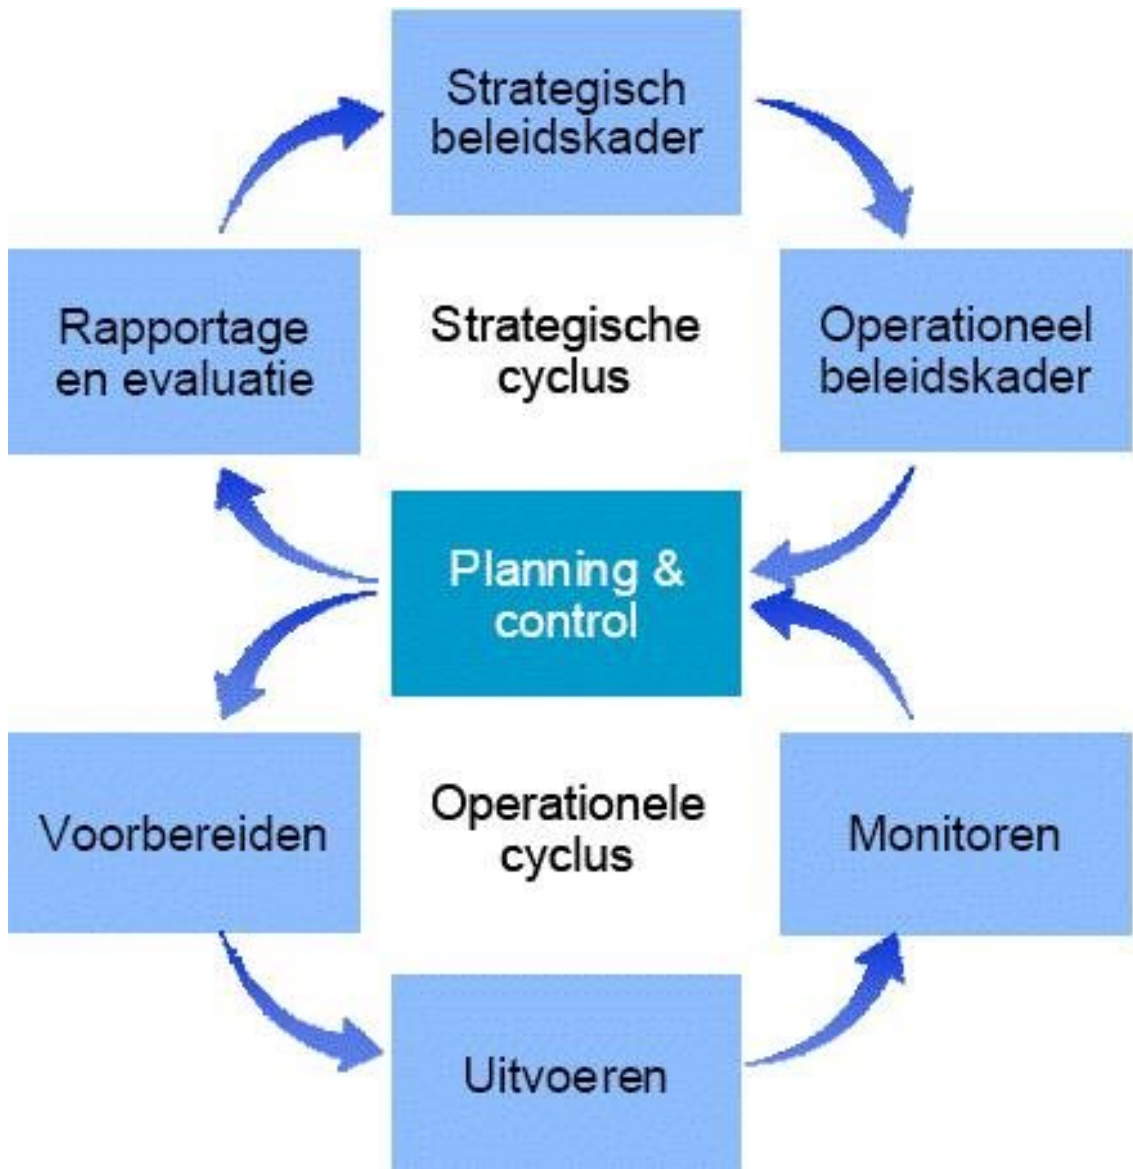 Strategisch
beleidskader
Rapportage
en evaluatie
Strategische
cyclus
Operationeel
beleidskader
Planning &
control
Voorbereiden
Operationele
cyclus
Monitoren
Uitvoeren